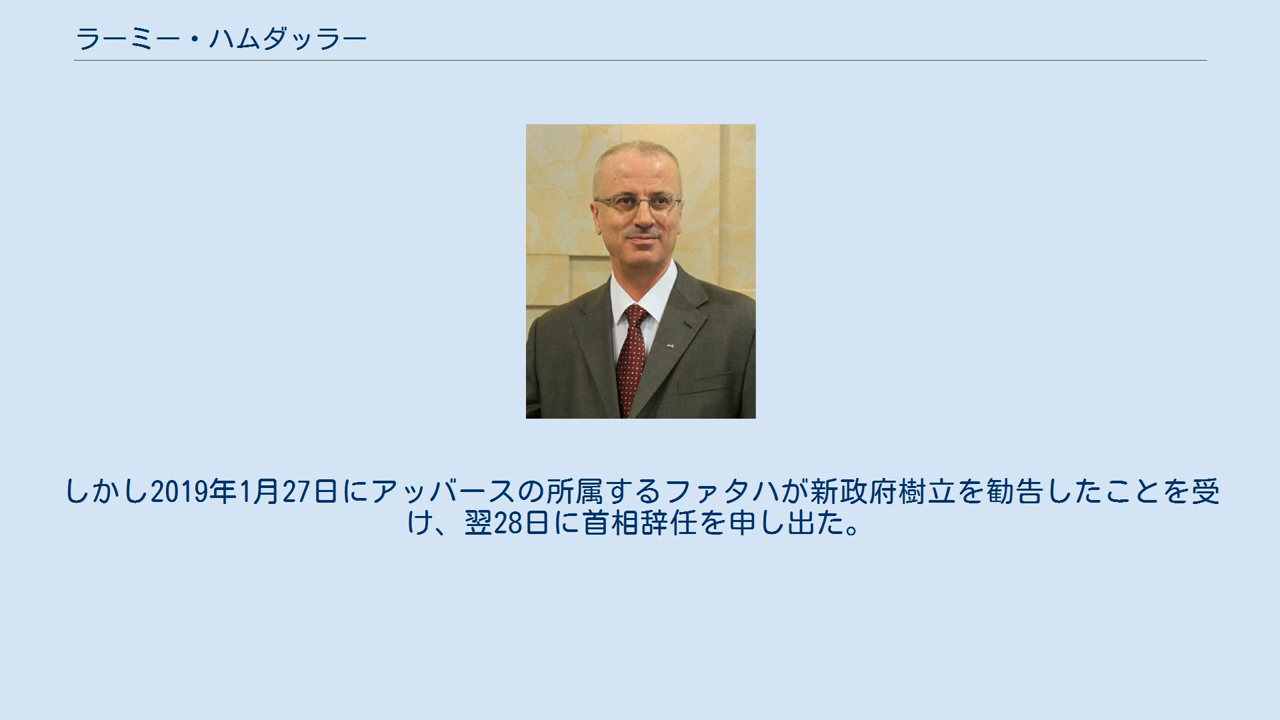 ラーミー・ハムダッラー
しかし2019年1月27日にアッバースの所属するファタハが新政府樹立を勧告したことを受
け、翌28日に首相辞任を申し出た。